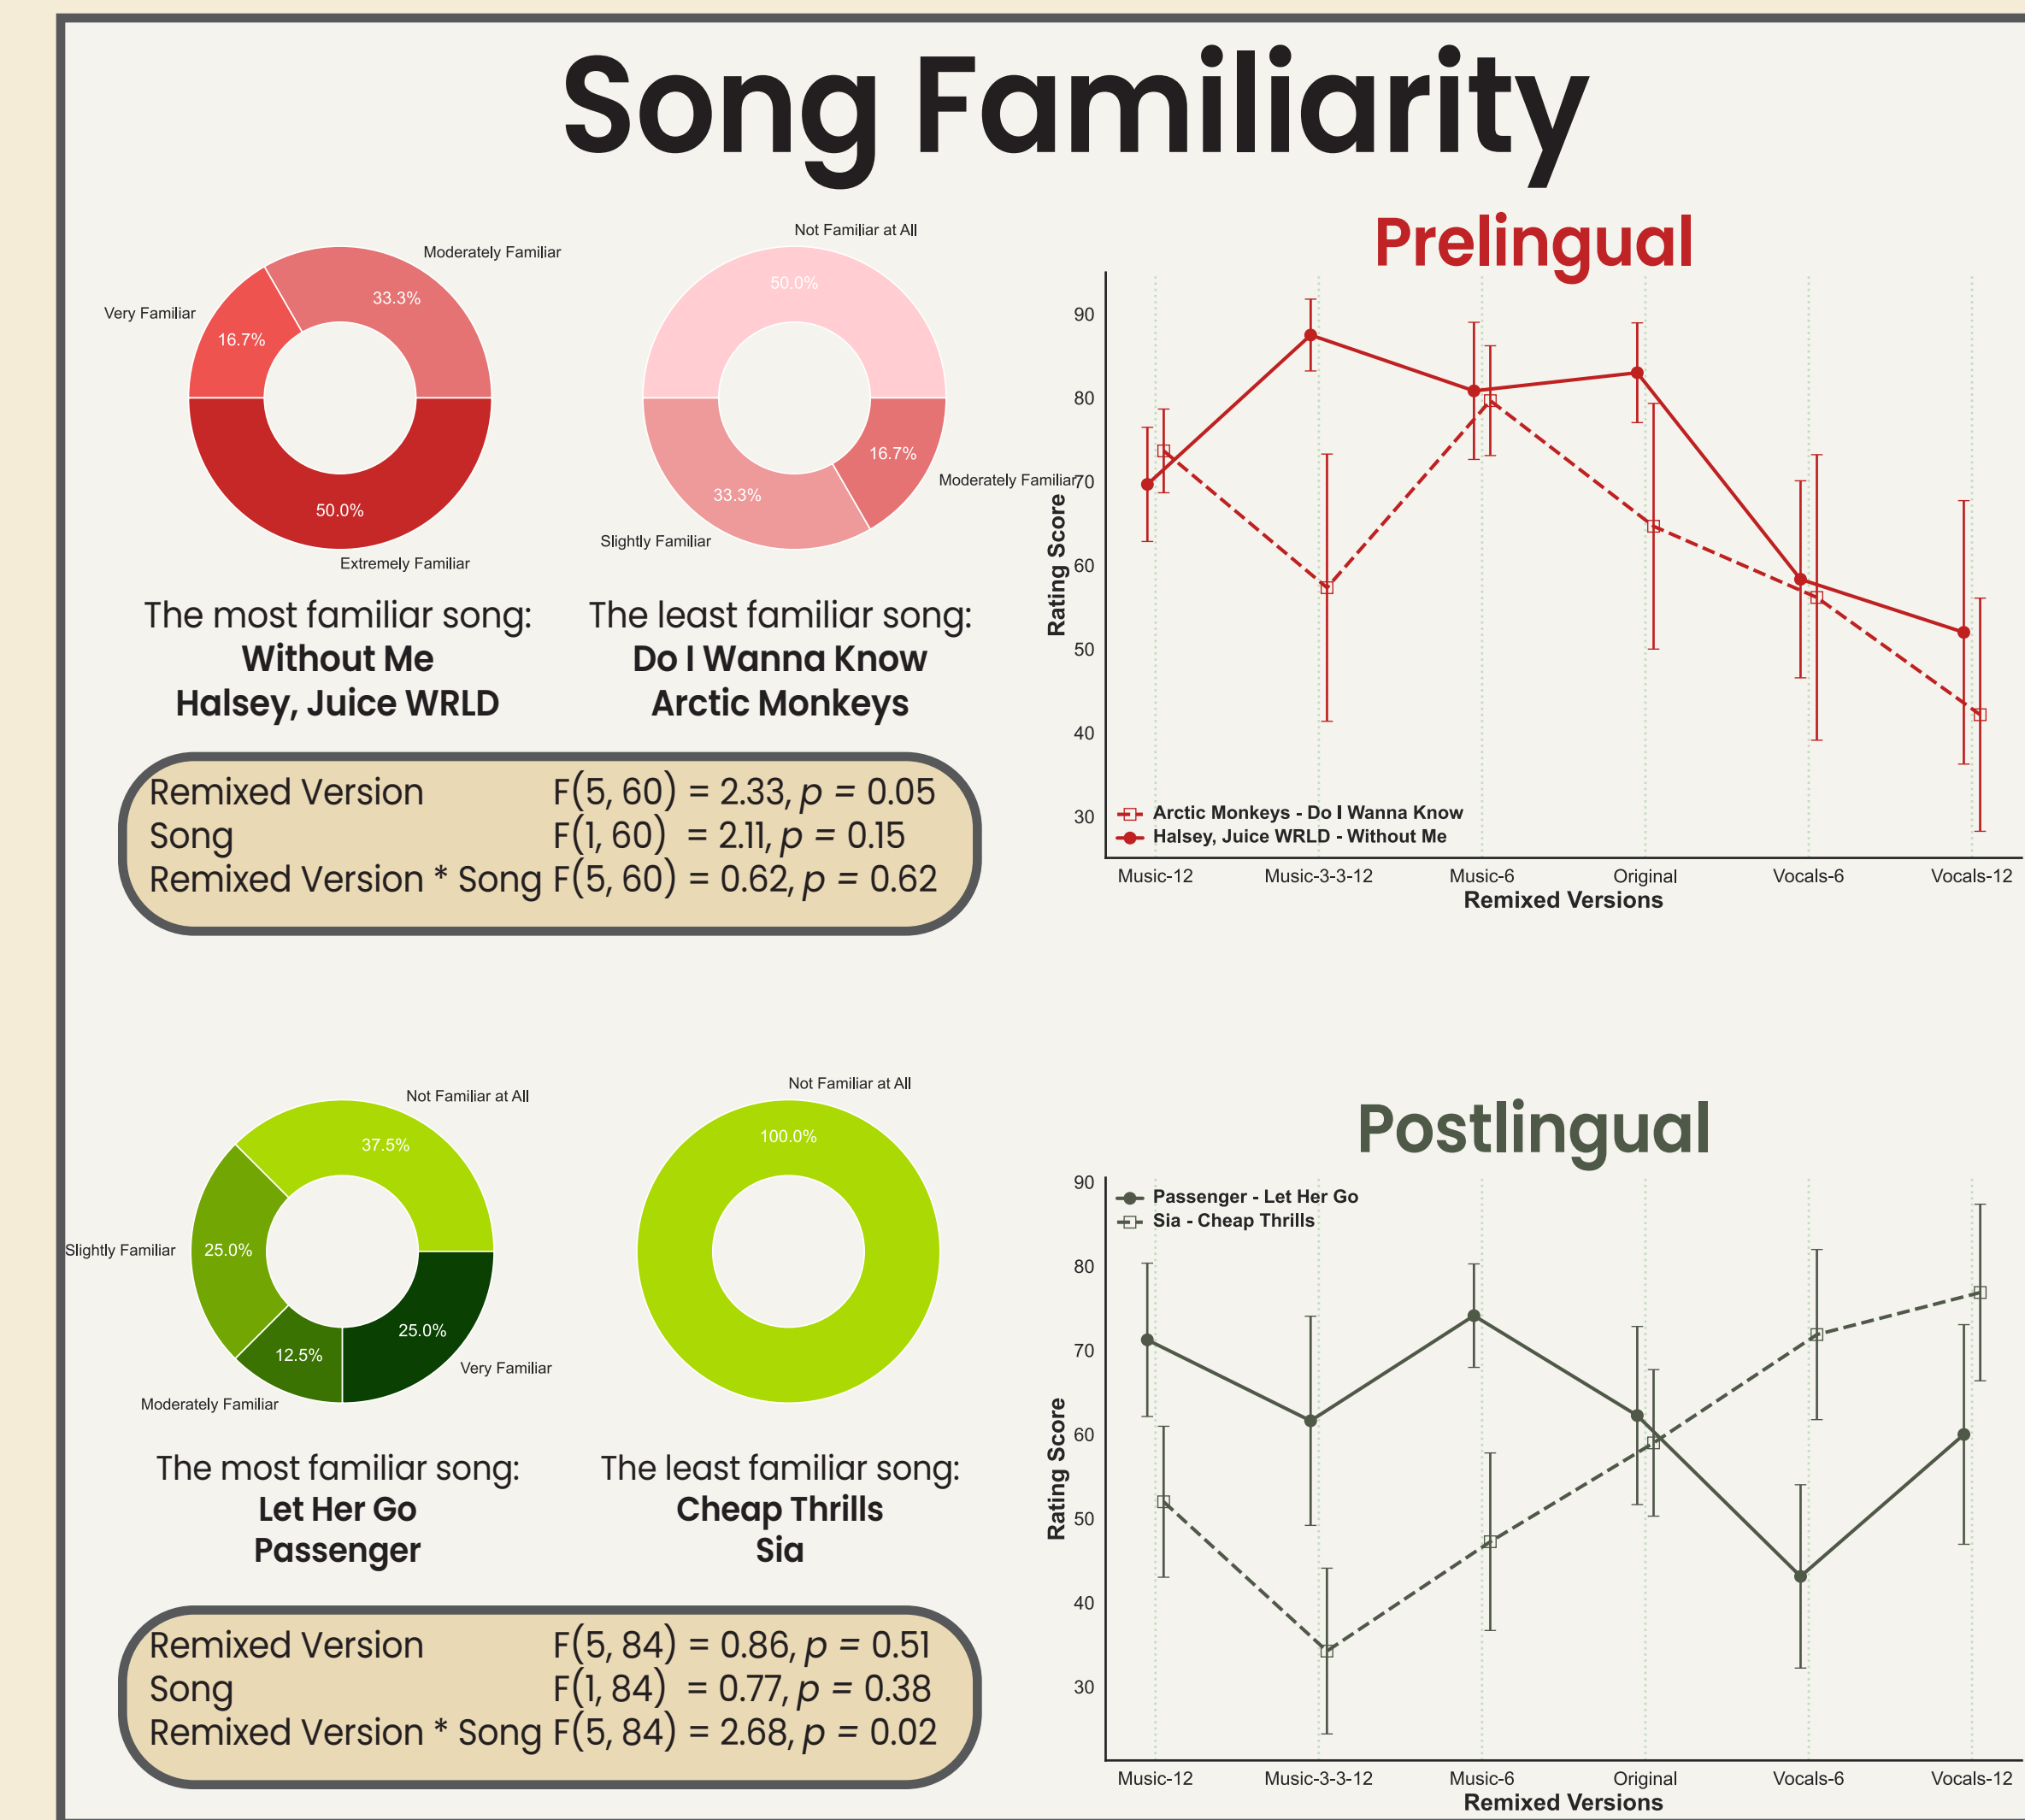 Song Familiarity
Moderately Familiar
Very Familiar
33.3%
16.7%
50.0%
Extremely Familiar
Not Familiar at All
50.0%
16.7%
Moderately Familiar
33.3%
Slightly Familiar
The most familiar song:
Without Me
Halsey, Juice WRLD
The least familiar song:
Do I Wanna Know
Arctic Monkeys
Remixed Version F(5, 60) = 2.33, p = 0.05
Song F(1, 60) = 2.11, p = 0.15
Remixed Version * Song F(5, 60) = 0.62, p = 0.62
Prelingual
90
80
70
60
50
40
30
Rating Score
Arctic Monkeys - Do I Wanna Know
Halsey, Juice WRLD - Without Me
Music-12 Music-3-3-12 Music-6 Original Vocals-6 Vocals-12
Remixed Versions
Not Familiar at All
37.5%
Slightly Familiar
25.0%
25.0%
12.5%
Very Familiar
Moderately Familiar
Not Familiar at All
100.0%
The most familiar song:
Let Her Go
Passenger
The least familiar song:
Cheap Thrills
Sia
Remixed Version F(5, 84) = 0.86, p = 0.51
Song F(1, 84) = 0.77, p = 0.38
Remixed Version * Song F(5, 84) = 2.68, p = 0.02
Postlingual
90
80
70
60
50
40
30
Rating Score
Passenger - Let Her Go
Sia - Cheap Thrills
Music-12 Music-3-3-12 Music-6 Original Vocals-6 Vocals-12
Remixed Versions